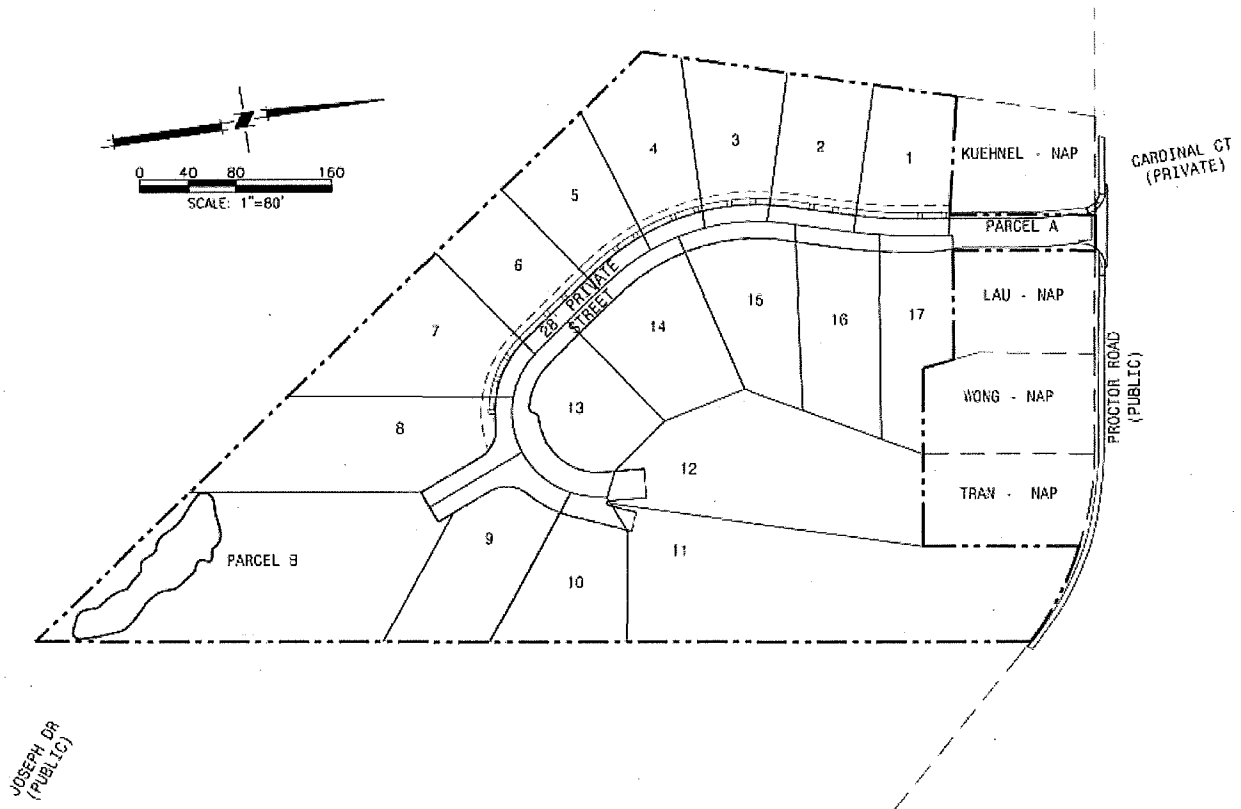 4
3
2
1
KUEHNEL - NAP
CARDINAL CT
(PRIVATE)
0 40 80 160
SCALE: 1"=80'
5
PARCEL A
6
28' PRIVATE
STREET
7
14
15
16
17
LAU - NAP
PROCTOR ROAD
(PUBLIC)
WONG - NAP
13
8
12
TRAN - NAP
9
11
PARCEL B
10
JOSEPH DR
(PUBLIC)